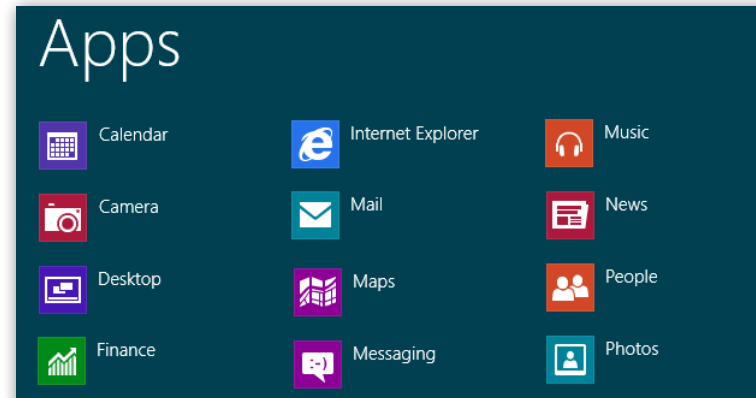 Apps
Calendar
Camera
Desktop
Finance
Internet Explorer
Mail
Maps
Messaging
Music
News
People
Photos